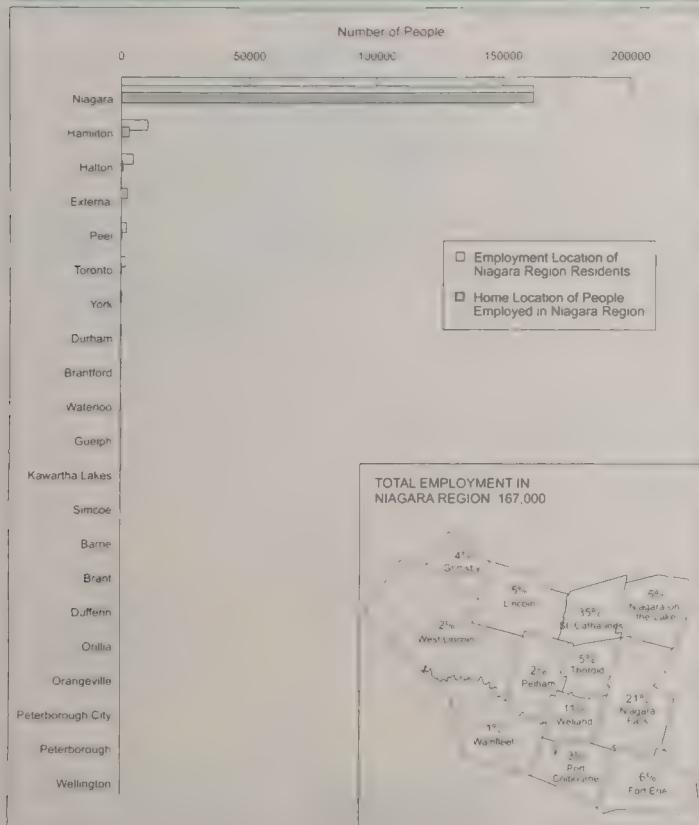 Number of People
0 50000 100000 150000 200000
Niagara
Hamilton
Halton
Externa
Peel
Toronto
York
Durham
Brantford
Waterloo
Guelph
Kawartha Lakes
Simcoe
Barrie
Brant
Dufferin
Orillia
Orangeville
Peterborough City
Peterborough
Wellington
Employment Location of
Niagara Region Residents
Home Location of People
Employed in Niagara Region
TOTAL EMPLOYMENT IN
NIAGARA REGION 167,000
4%
Grimsby
5%
Lincoln
35%
St. Catharines
5%
Niagara on
the Lake
2%
West Lincoln
5%
Thorold
2%
Pelham
21%
Niagara
Falls
11%
Welland
1%
Wainfleet
3%
Port
Colborne
6%
Fort Erie